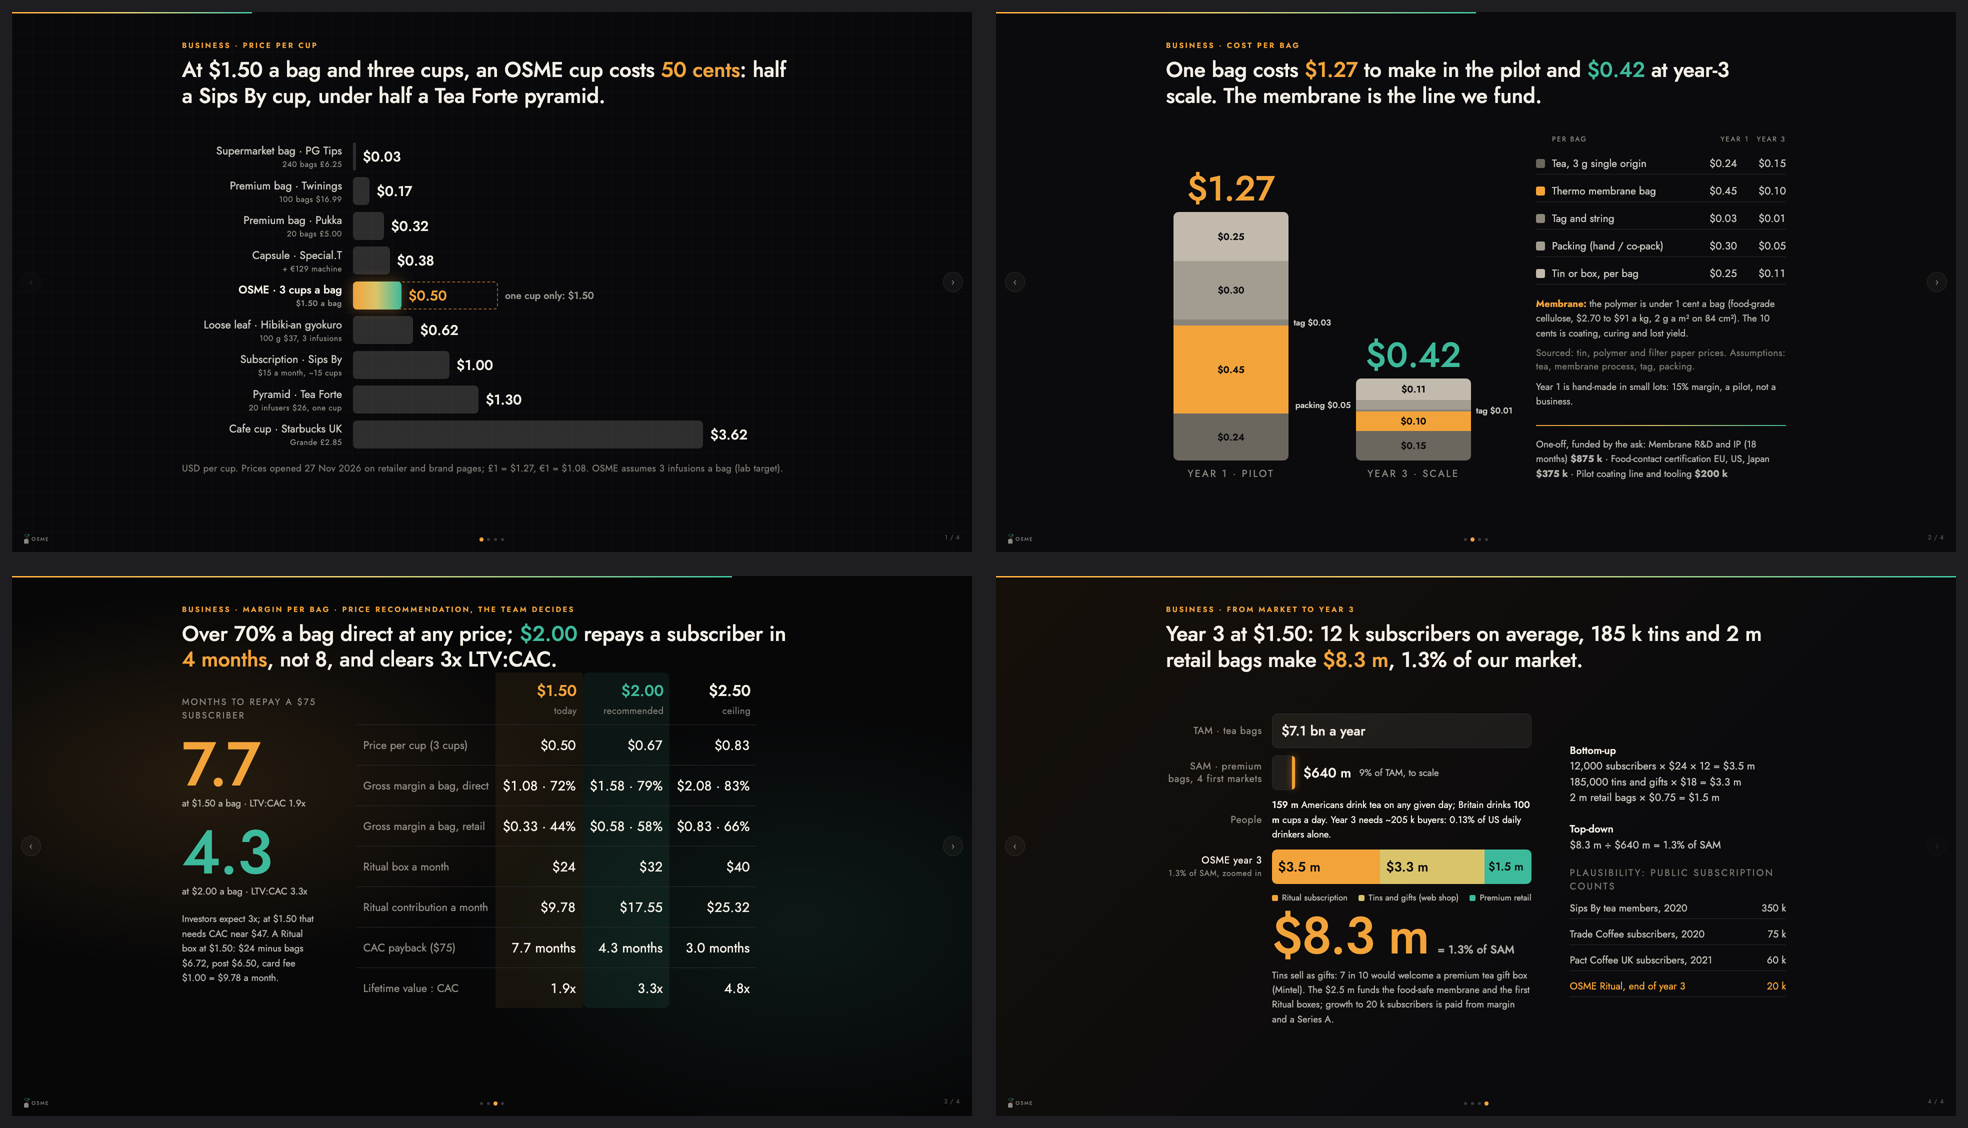 BUSINESS · PRICE PER CUP
At $1.50 a bag and three cups, an OSME cup costs 50 cents: half
a Sips By cup, under half a Tea Forte pyramid.
Supermarket bag · PG Tips
240 bags £6.25
$0.03
Premium bag · Twinings
100 bags $16.99
$0.17
Premium bag · Pukka
20 bags £5.00
$0.32
Capsule · Special.T
+ €129 machine
$0.38
OSME · 3 cups a bag
$1.50 a bag
$0.50
one cup only: $1.50
Loose leaf · Hibiki-an gyokuro
100 g $37, 3 infusions
$0.62
Subscription · Sips By
$15 a month, ~15 cups
$1.00
Pyramid · Tea Forte
20 infusers $26, one cup
$1.30
Cafe cup · Starbucks UK
Grande £2.85
$3.62
USD per cup. Prices opened 27 Nov 2026 on retailer and brand pages; £1 = $1.27, €1 = $1.08. OSME assumes 3 infusions a bag (lab target).
OSME
1 / 4
BUSINESS · COST PER BAG
One bag costs $1.27 to make in the pilot and $0.42 at year-3
scale. The membrane is the line we fund.
$1.27
$0.25
$0.30
tag $0.03
$0.45
$0.24
YEAR 1 · PILOT
$0.42
$0.11
packing $0.05
tag $0.01
$0.10
$0.15
YEAR 3 · SCALE
PER BAG YEAR 1 YEAR 3
Tea, 3 g single origin $0.24 $0.15
Thermo membrane bag $0.45 $0.10
Tag and string $0.03 $0.01
Packing (hand / co-pack) $0.30 $0.05
Tin or box, per bag $0.25 $0.11
Membrane: the polymer is under 1 cent a bag (food-grade
cellulose, $2.70 to $91 a kg, 2 g a m² on 84 cm²). The 10
cents is coating, curing and lost yield.
Sourced: tin, polymer and filter paper prices. Assumptions:
tea, membrane process, tag, packing.
Year 1 is hand-made in small lots: 15% margin, a pilot, not a
business.
One-off, funded by the ask: Membrane R&D and IP (18
months) $875 k · Food-contact certification EU, US, Japan
$375 k · Pilot coating line and tooling $200 k
OSME
2 / 4
BUSINESS · MARGIN PER BAG · PRICE RECOMMENDATION, THE TEAM DECIDES
Over 70% a bag direct at any price; $2.00 repays a subscriber in
4 months, not 8, and clears 3x LTV:CAC.
MONTHS TO REPAY A $75
SUBSCRIBER
7.7
at $1.50 a bag · LTV:CAC 1.9x
4.3
at $2.00 a bag · LTV:CAC 3.3x
Investors expect 3x; at $1.50 that
needs CAC near $47. A Ritual
box at $1.50: $24 minus bags
$6.72, post $6.50, card fee
$1.00 = $9.78 a month.
$1.50 $2.00 $2.50
today recommended ceiling
Price per cup (3 cups) $0.50 $0.67 $0.83
Gross margin a bag, direct $1.08 · 72% $1.58 · 79% $2.08 · 83%
Gross margin a bag, retail $0.33 · 44% $0.58 · 58% $0.83 · 66%
Ritual box a month $24 $32 $40
Ritual contribution a month $9.78 $17.55 $25.32
CAC payback ($75) 7.7 months 4.3 months 3.0 months
Lifetime value : CAC 1.9x 3.3x 4.8x
OSME
3 / 4
BUSINESS · FROM MARKET TO YEAR 3
Year 3 at $1.50: 12 k subscribers on average, 185 k tins and 2 m
retail bags make $8.3 m, 1.3% of our market.
TAM · tea bags
$7.1 bn a year
SAM · premium
bags, 4 first markets
$640 m 9% of TAM, to scale
People
159 m Americans drink tea on any given day; Britain drinks 100
m cups a day. Year 3 needs ~205 k buyers: 0.13% of US daily
drinkers alone.
OSME year 3
1.3% of SAM, zoomed in
$3.5 m $3.3 m $1.5 m
Ritual subscription Tins and gifts (web shop) Premium retail
$8.3 m = 1.3% of SAM
Tins sell as gifts: 7 in 10 would welcome a premium tea gift box
(Mintel). The $2.5 m funds the food-safe membrane and the first
Ritual boxes; growth to 20 k subscribers is paid from margin
and a Series A.
Bottom-up
12,000 subscribers × $24 × 12 = $3.5 m
185,000 tins and gifts × $18 = $3.3 m
2 m retail bags × $0.75 = $1.5 m
Top-down
$8.3 m ÷ $640 m = 1.3% of SAM
PLAUSIBILITY: PUBLIC SUBSCRIPTION
COUNTS
Sips By tea members, 2020 350 k
Trade Coffee subscribers, 2020 75 k
Pact Coffee UK subscribers, 2021 60 k
OSME Ritual, end of year 3 20 k
OSME
4 / 4